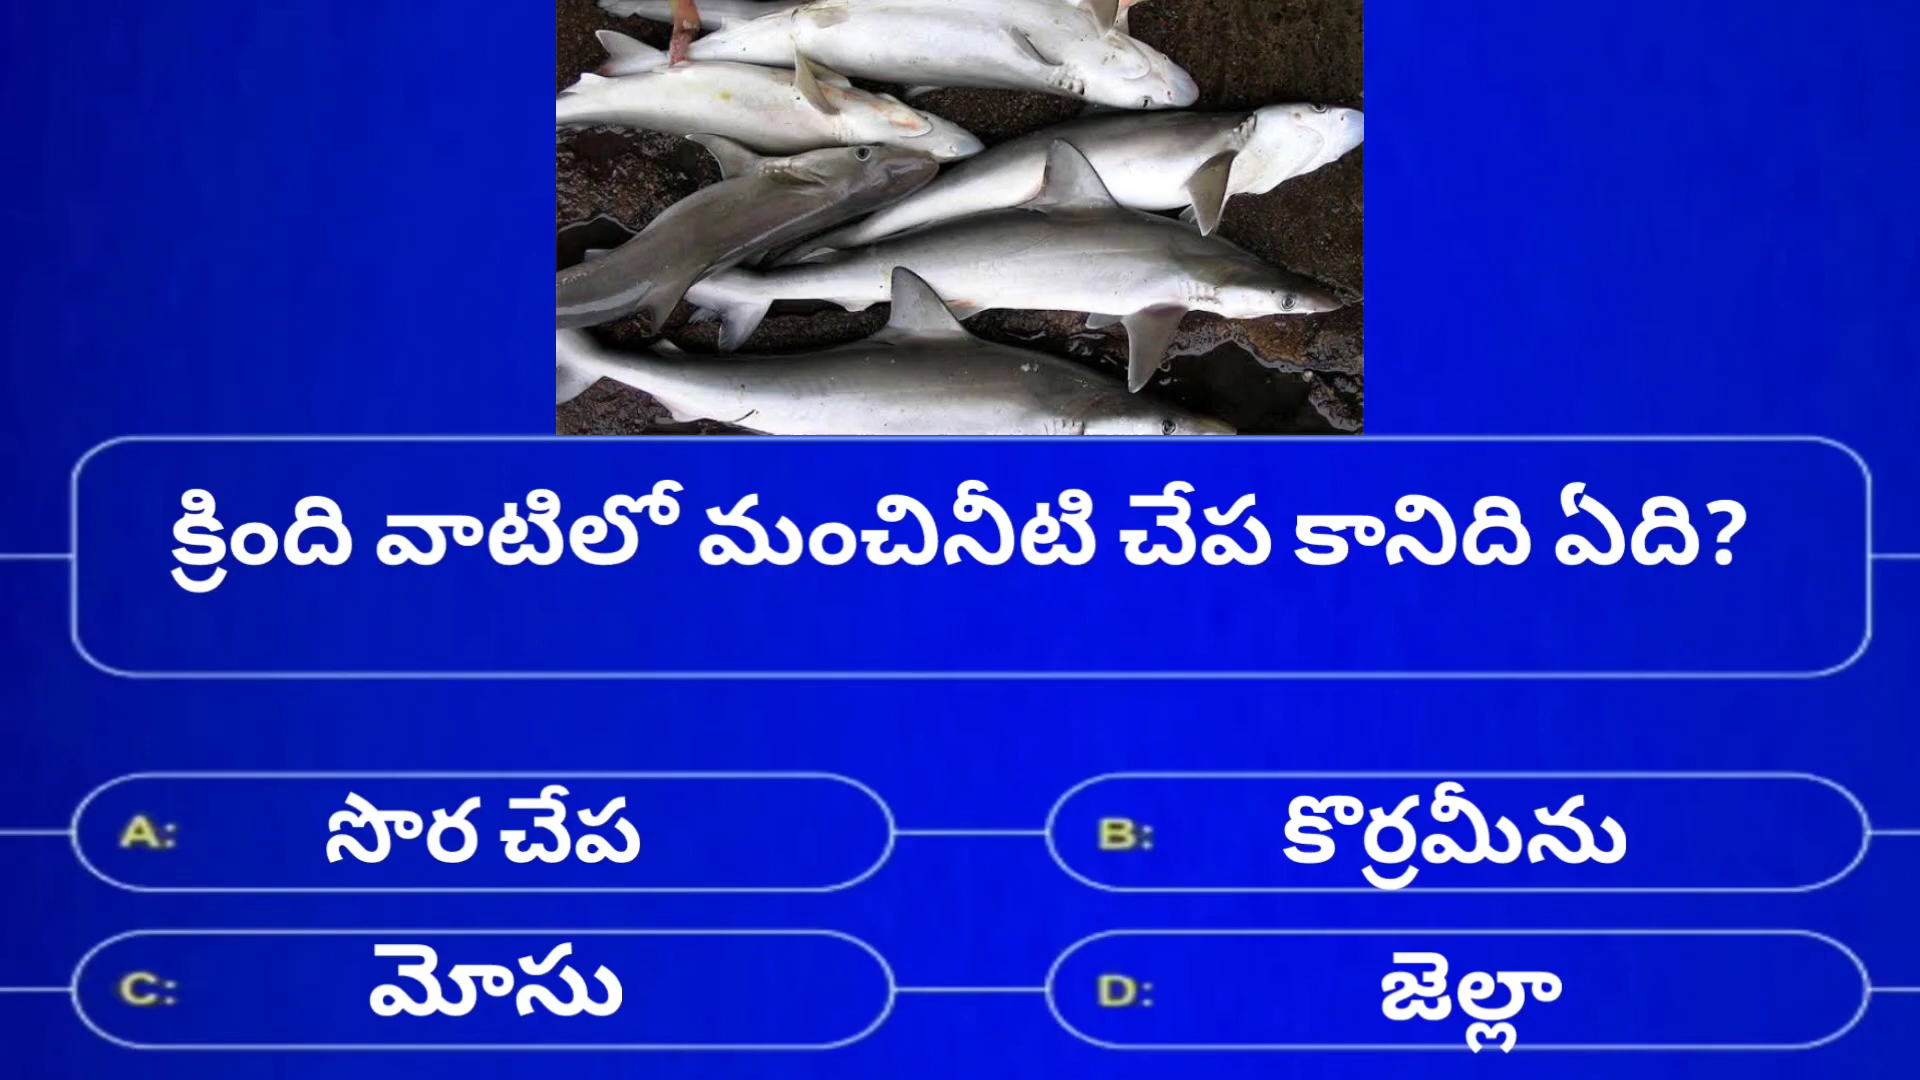 క్రింది వాటిలో మంచినీటి చేప కానిది ఏది?
A: సొర చేప
B: కొర్రమీను
C: మోసు
D: జెల్లా